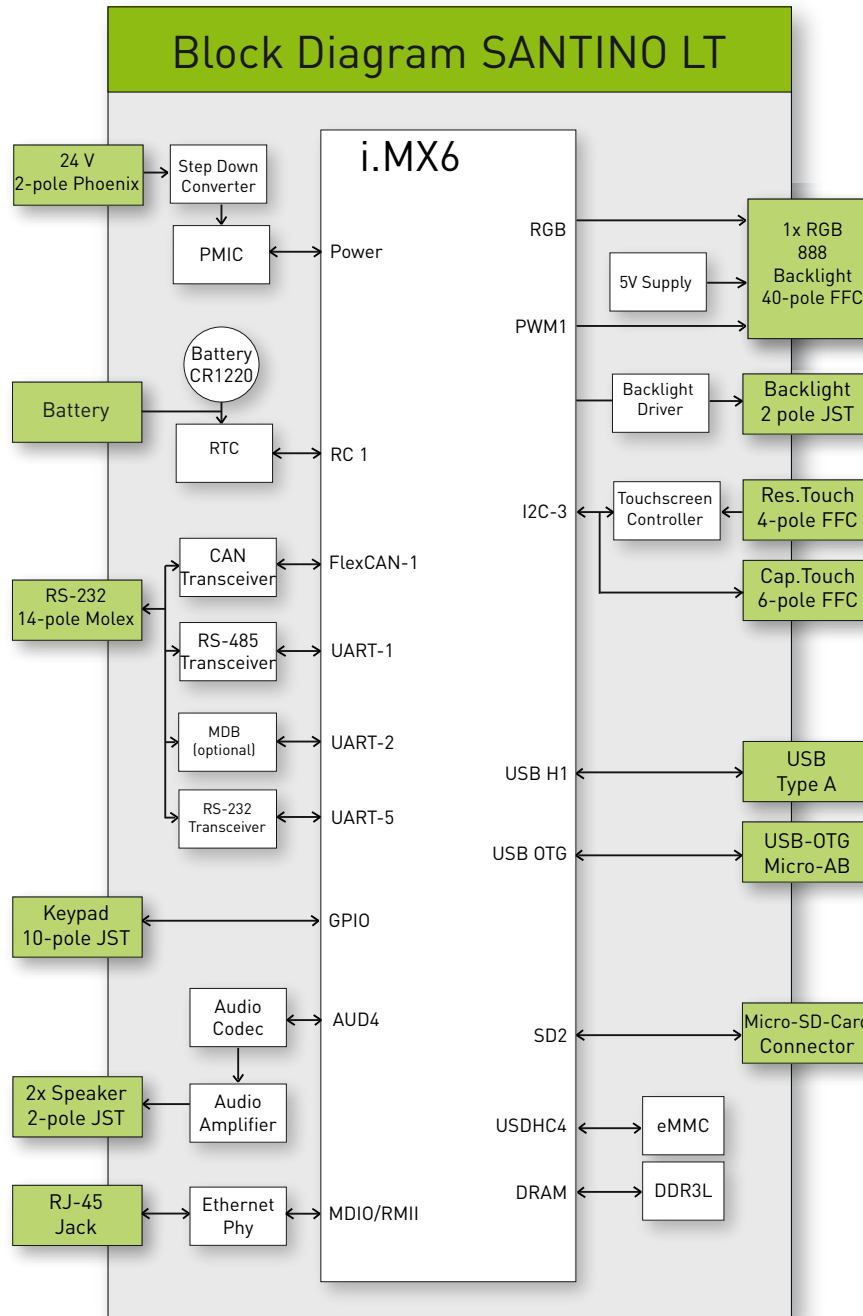 Block Diagram SANTINO LT
i.MX6
24 V
2-pole Phoenix
Step Down
Converter
PMIC
Power
Battery
CR1220
Battery
RTC
RC 1
RS-232
14-pole Molex
CAN
Transceiver
FlexCAN-1
RS-485
Transceiver
UART-1
MDB
(optional)
UART-2
RS-232
Transceiver
UART-5
Keypad
10-pole JST
GPIO
Audio
Codec
AUD4
2x Speaker
2-pole JST
Audio
Amplifier
RJ-45
Jack
Ethernet
Phy
MDIO/RMII
RGB
1x RGB
888
Backlight
40-pole FFC
5V Supply
PWM1
Backlight
Driver
Backlight
2 pole JST
I2C-3
Touchscreen
Controller
Res.Touch
4-pole FFC
Cap.Touch
6-pole FFC
USB H1
USB
Type A
USB OTG
USB-OTG
Micro-AB
SD2
Micro-SD-Card
Connector
USDHC4
eMMC
DRAM
DDR3L